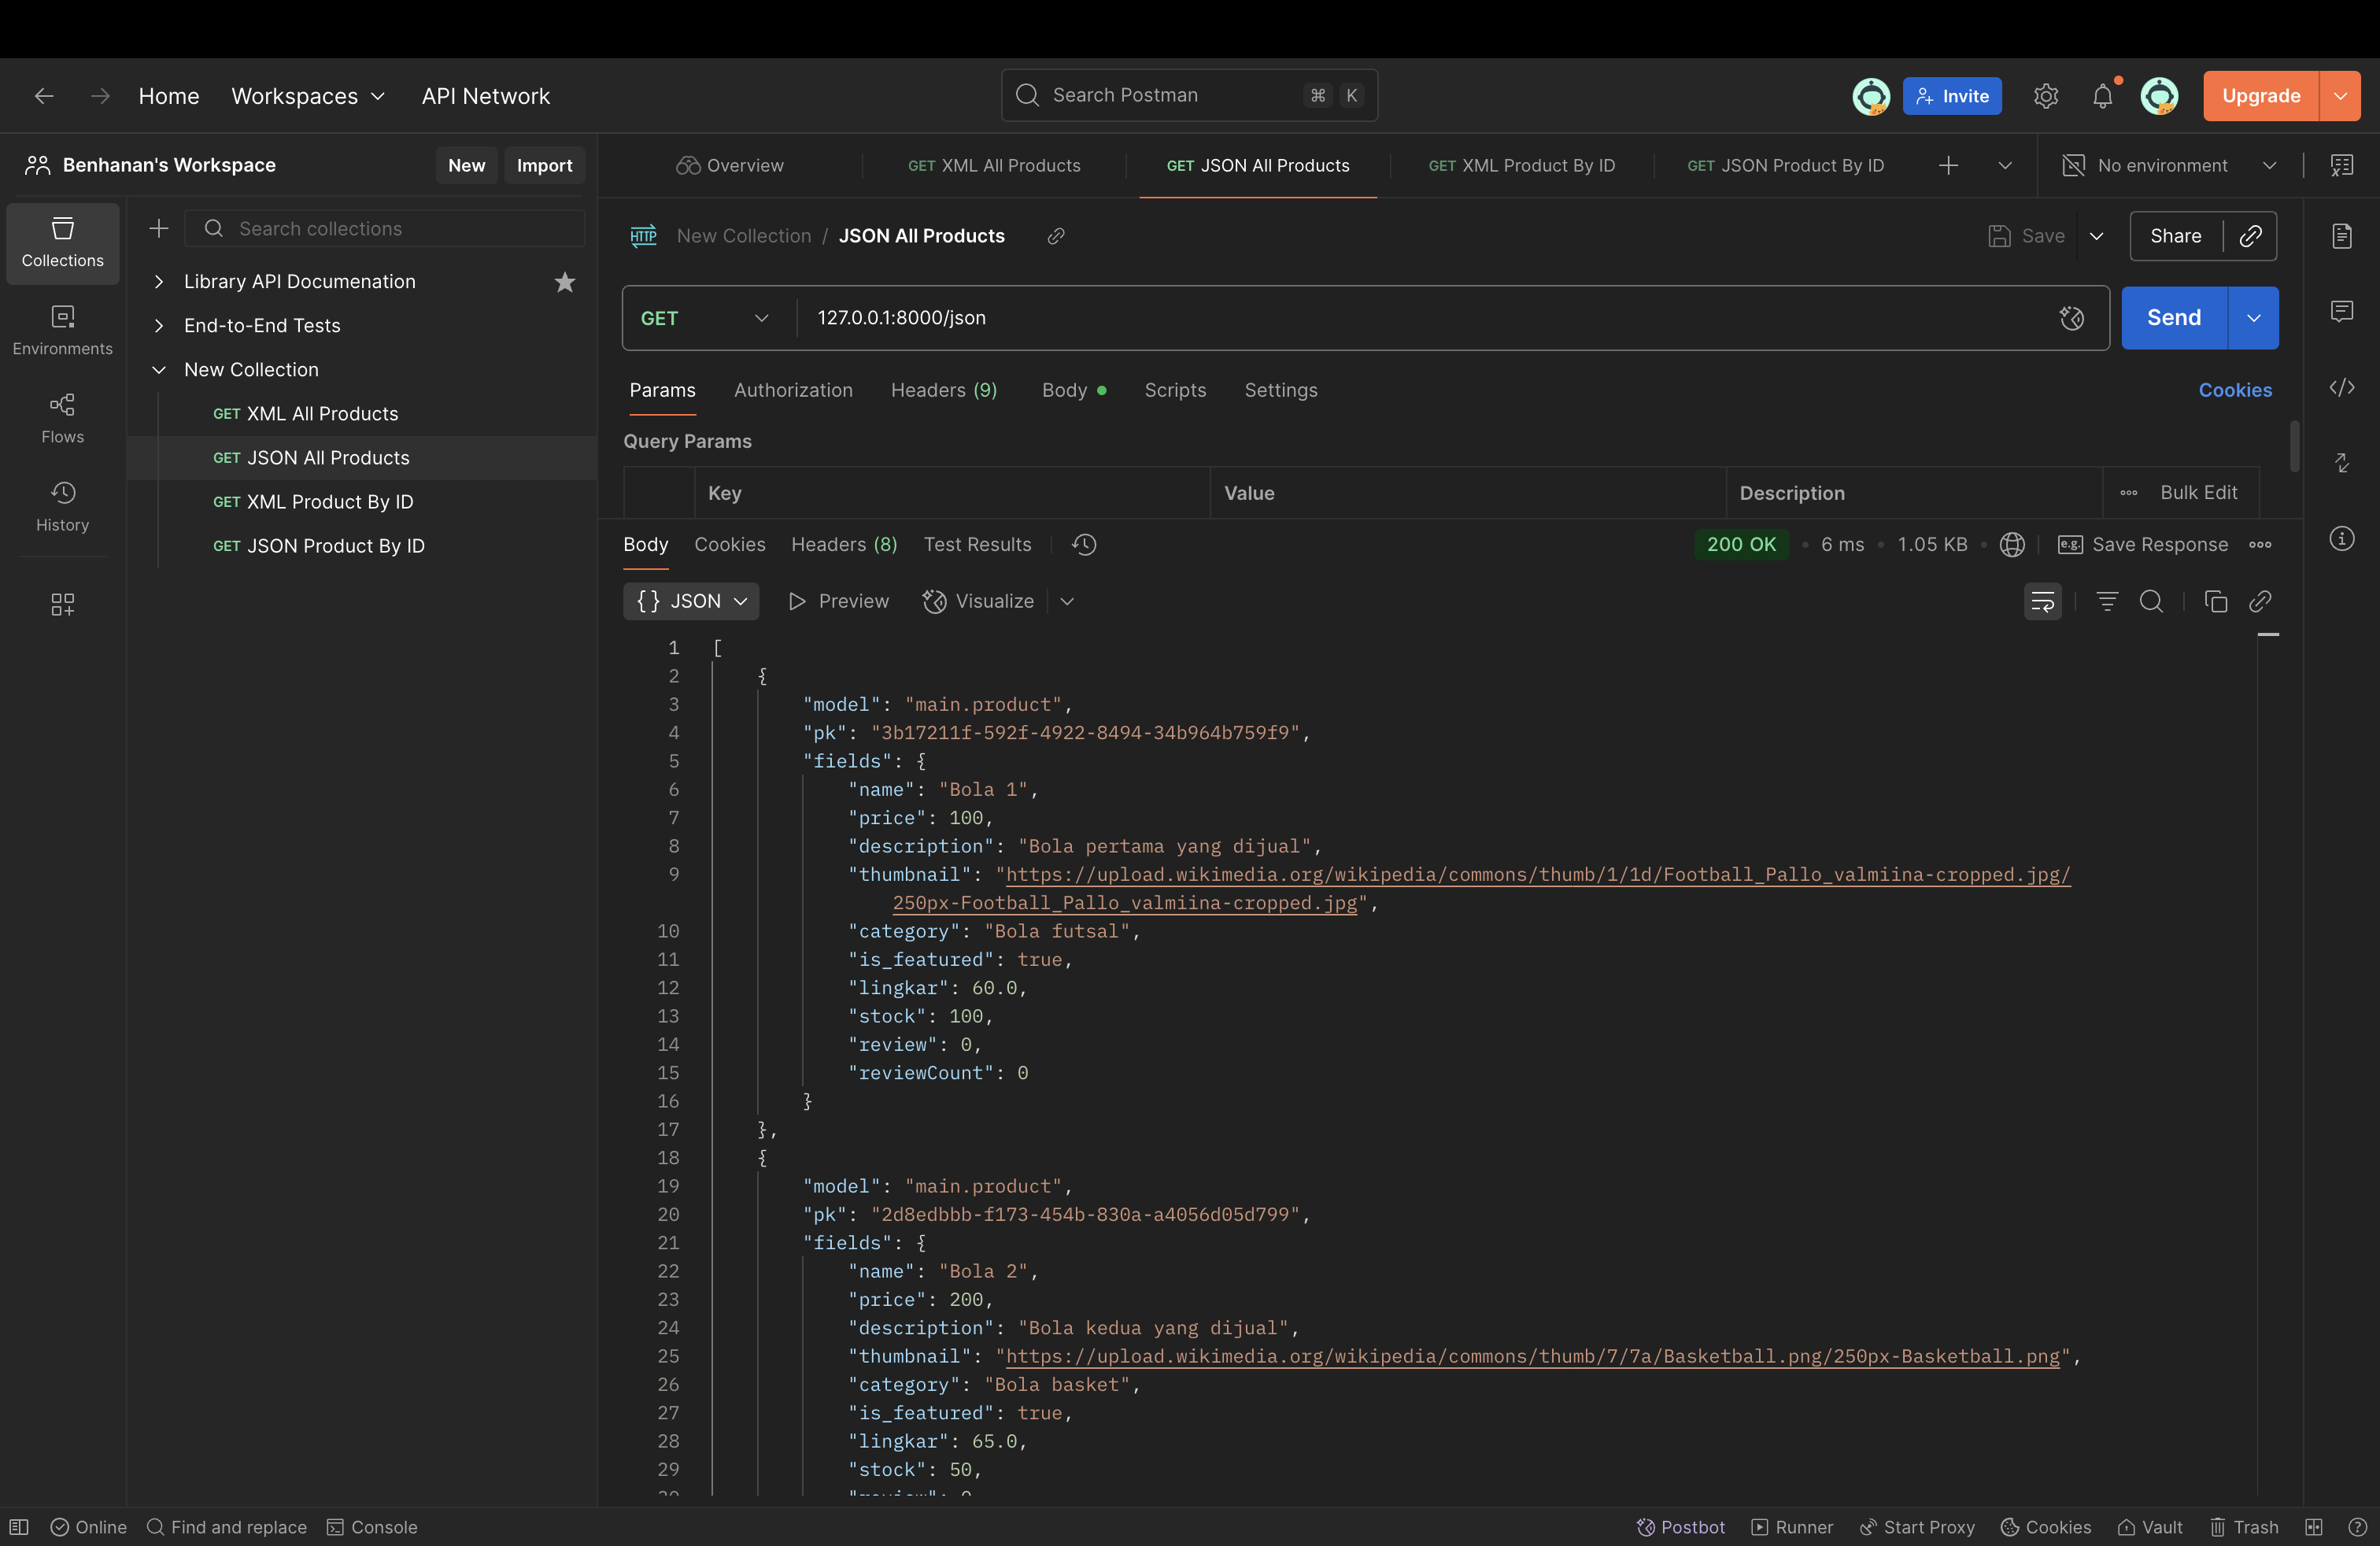 Home Workspaces API Network Search Postman ⌘ K Invite Upgrade
Benhanan's Workspace New Import
Overview GET XML All Products GET JSON All Products GET XML Product By ID GET JSON Product By ID No environment
Collections
Environments
Flows
History
Search collections
Library API Documenation
End-to-End Tests
New Collection
GET XML All Products
GET JSON All Products
GET XML Product By ID
GET JSON Product By ID
HTTP New Collection / JSON All Products Save Share
GET 127.0.0.1:8000/json Send
Params Authorization Headers (9) Body Scripts Settings Cookies
Query Params
Key Value Description Bulk Edit
Body Cookies Headers (8) Test Results 200 OK • 6 ms • 1.05 KB • e.g. Save Response
{} JSON Preview Visualize
1 [
2 {
3 "model": "main.product",
4 "pk": "3b17211f-592f-4922-8494-34b964b759f9",
5 "fields": {
6 "name": "Bola 1",
7 "price": 100,
8 "description": "Bola pertama yang dijual",
9 "thumbnail": "https://upload.wikimedia.org/wikipedia/commons/thumb/1/1d/Football_Pallo_valmiina-cropped.jpg/
250px-Football_Pallo_valmiina-cropped.jpg",
10 "category": "Bola futsal",
11 "is_featured": true,
12 "lingkar": 60.0,
13 "stock": 100,
14 "review": 0,
15 "reviewCount": 0
16 }
17 },
18 {
19 "model": "main.product",
20 "pk": "2d8edbbb-f173-454b-830a-a4056d05d799",
21 "fields": {
22 "name": "Bola 2",
23 "price": 200,
24 "description": "Bola kedua yang dijual",
25 "thumbnail": "https://upload.wikimedia.org/wikipedia/commons/thumb/7/7a/Basketball.png/250px-Basketball.png",
26 "category": "Bola basket",
27 "is_featured": true,
28 "lingkar": 65.0,
29 "stock": 50,
Online Find and replace Console Postbot Runner Start Proxy Cookies Vault Trash